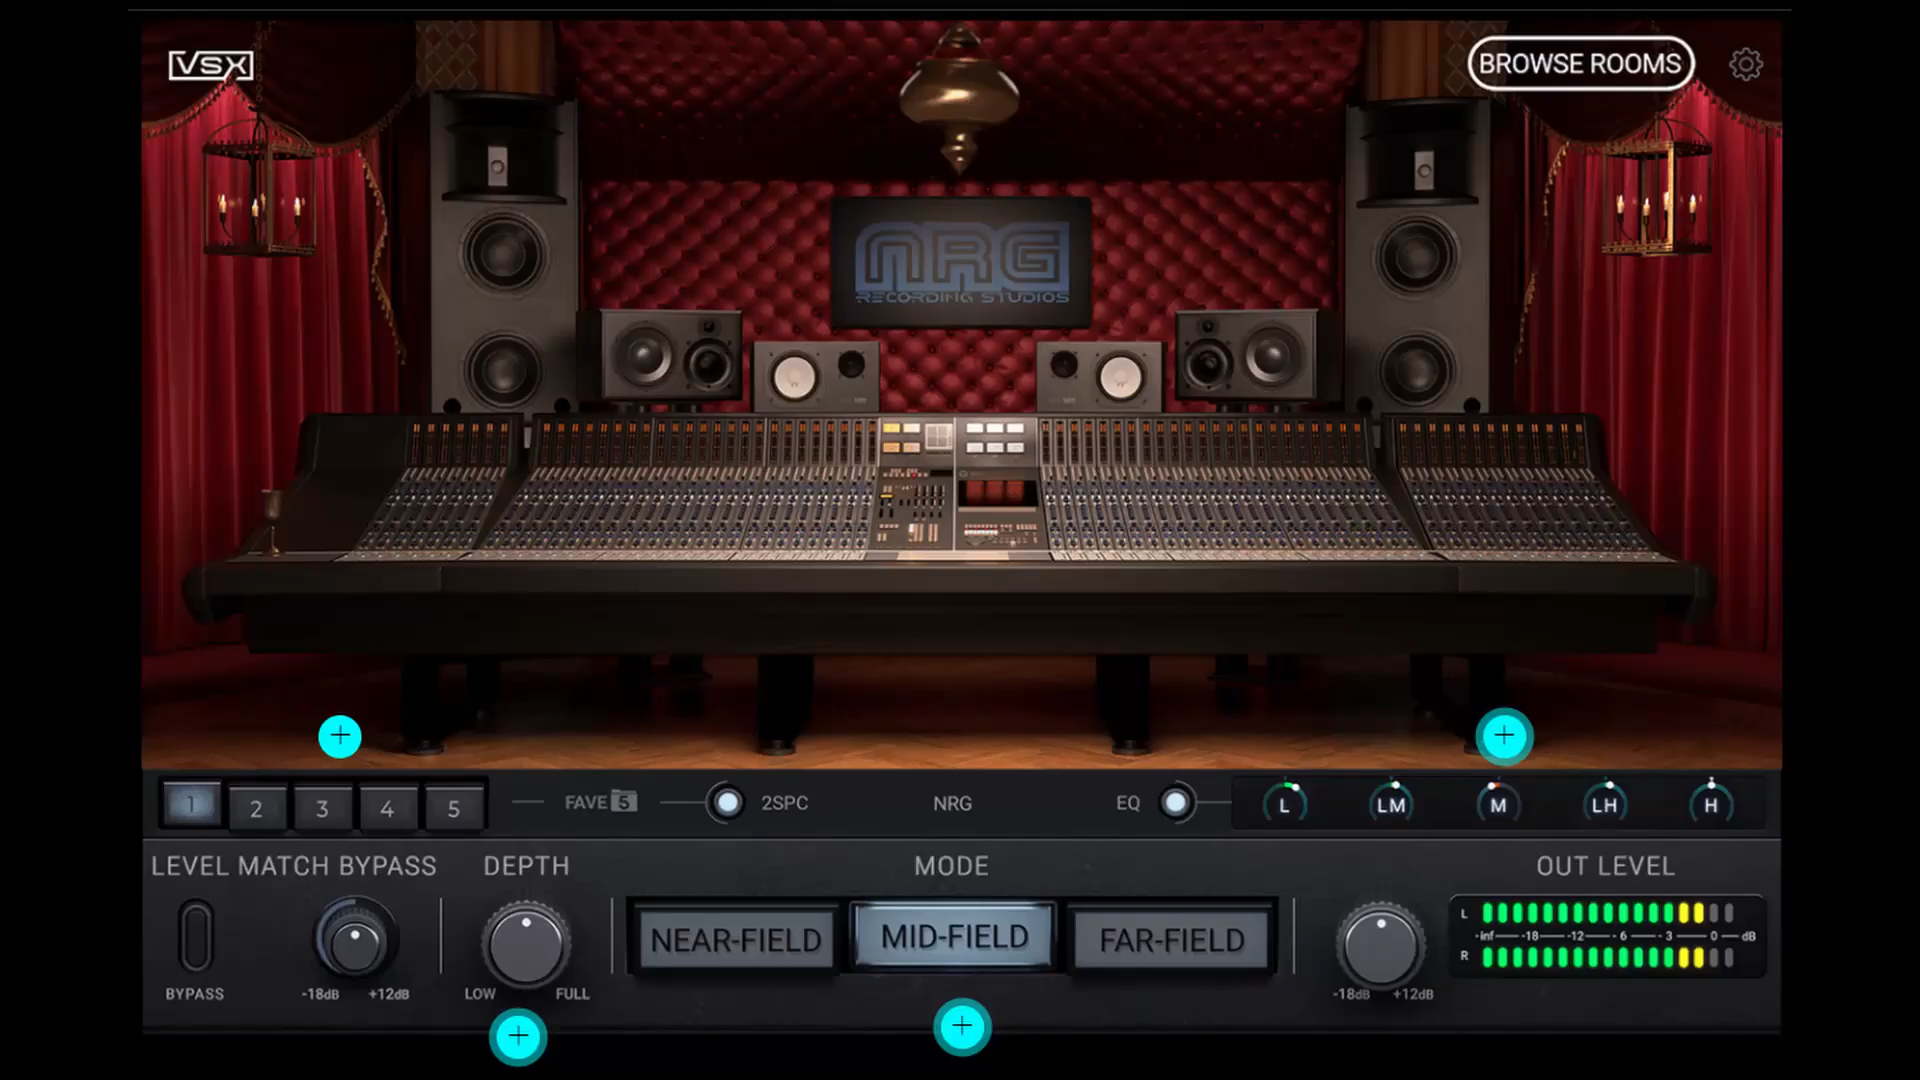 VSX
BROWSE ROOMS
NRG
RECORDING STUDIOS
1 2 3 4 5
FAVE 5
2SPC
NRG
EQ
L LM M LH H
LEVEL MATCH BYPASS
DEPTH
MODE
OUT LEVEL
NEAR-FIELD
MID-FIELD
FAR-FIELD
L
-inf -18 -12 -6 -3 0 dB
R
BYPASS
-18dB +12dB
LOW FULL
-18dB +12dB